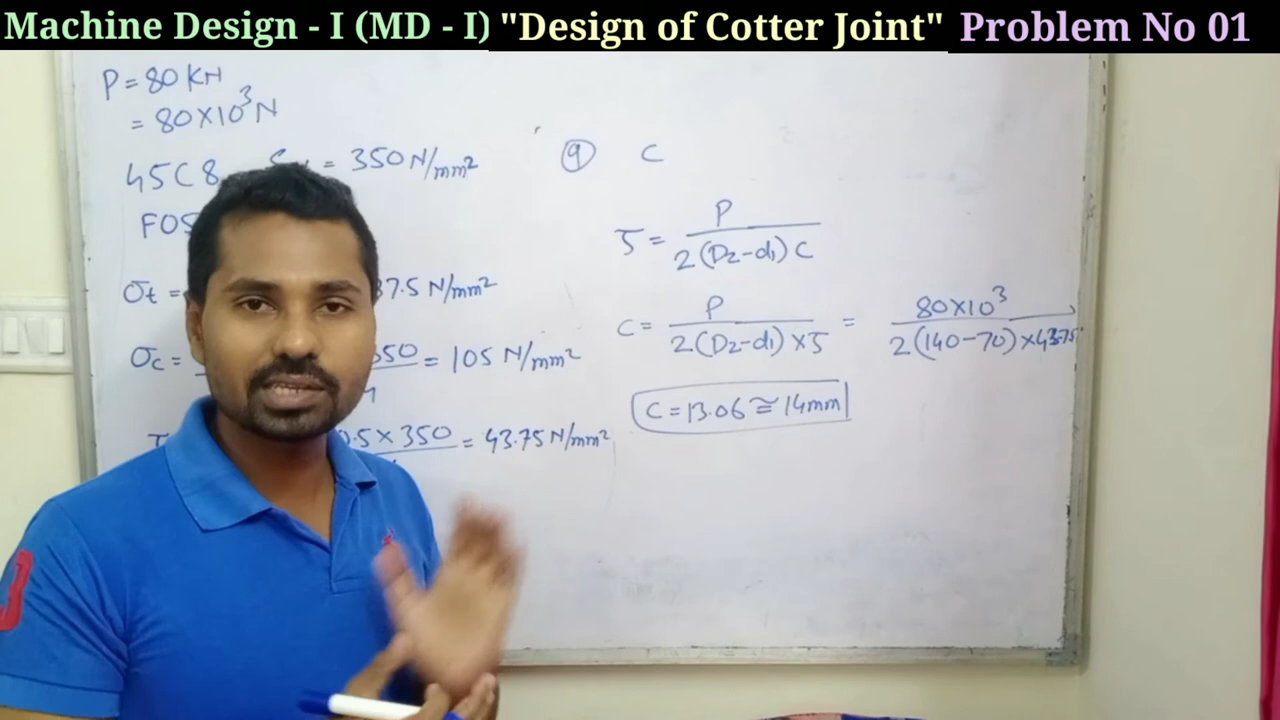 Machine Design - I (MD - I) "Design of Cotter Joint" Problem No 01
P = 80 KN
= 80×10³ N
45C8 = 350 N/mm²
FOS
σt = 87.5 N/mm²
σc = 350 = 105 N/mm²
0.5 × 350 = 43.75 N/mm²
9 C
τ = P / 2(D2-d1) C
C = P / 2(D2-d1)×τ = 80×10³ / 2(140-70)×43.75
C = 13.06 ≅ 14mm